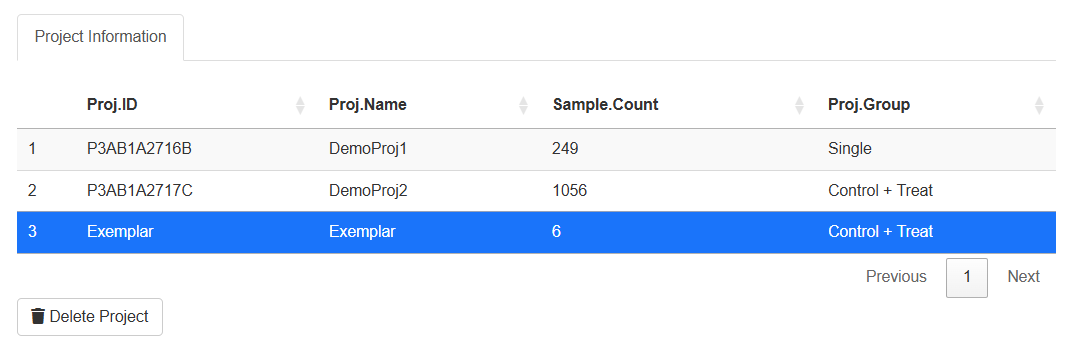 Project Information
Proj.ID Proj.Name Sample.Count Proj.Group
1 P3AB1A2716B DemoProj1 249 Single
2 P3AB1A2717C DemoProj2 1056 Control + Treat
3 Exemplar Exemplar 6 Control + Treat
Previous 1 Next
Delete Project